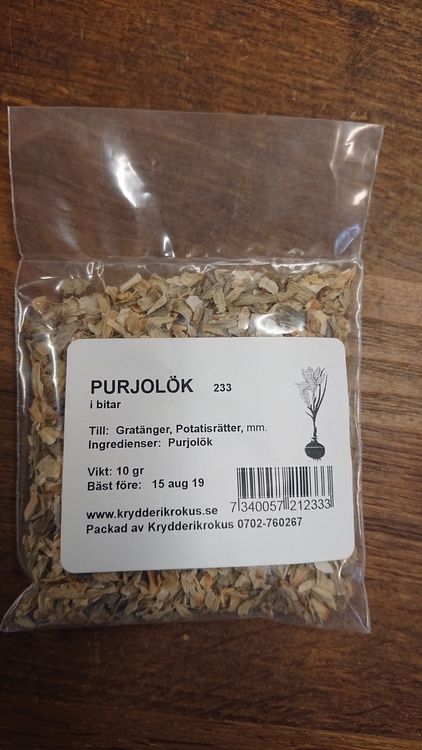 PURJOLÖK 233
i bitar
Till: Gratänger, Potatisrätter, mm.
Ingredienser: Purjolök
Vikt: 10 gr
Bäst före: 15 aug 19
7 340057 212333
www.krydderikrokus.se
Packad av Krydderikrokus 0702-760267